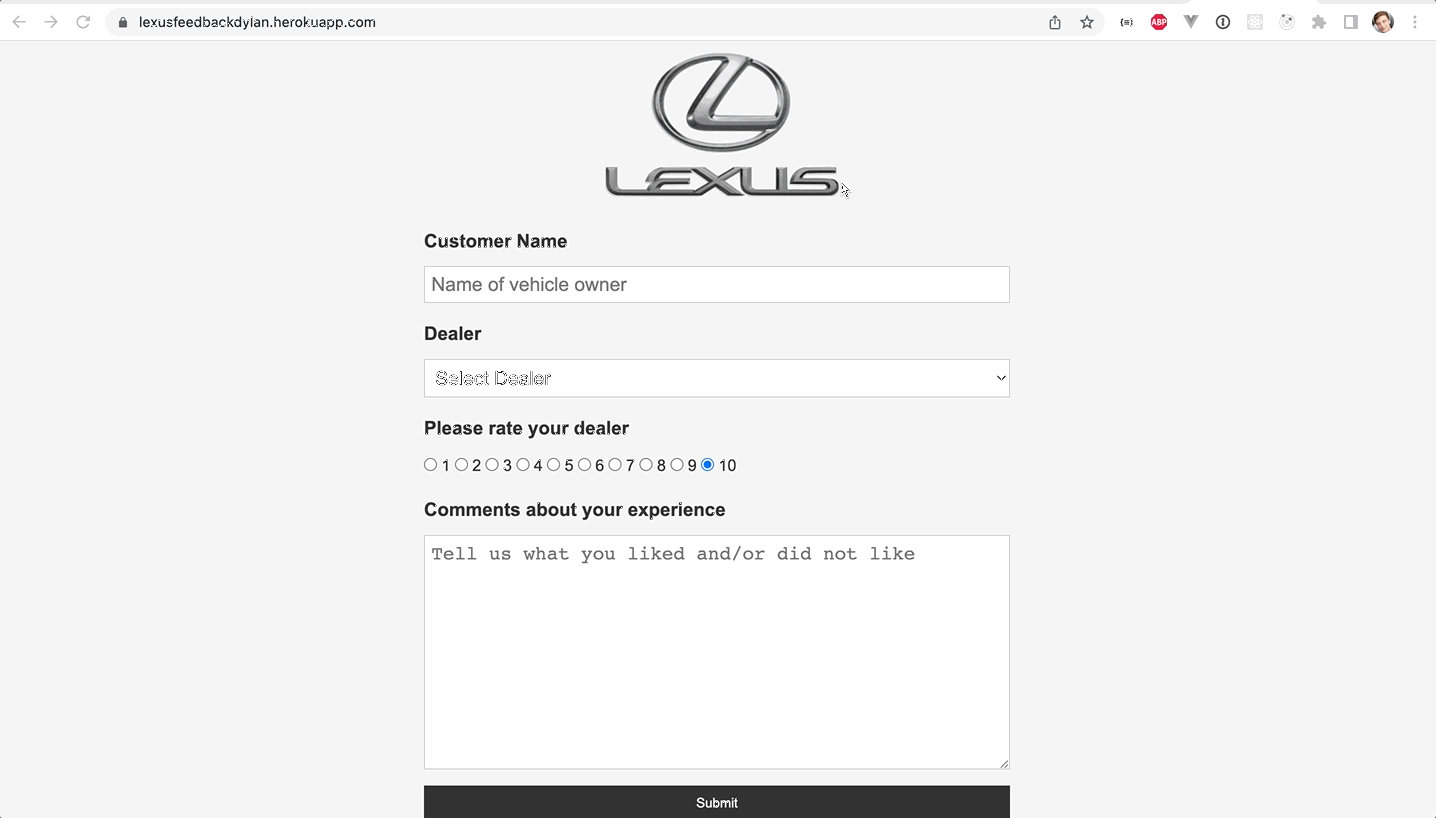 lexusfeedbackdylan.herokuapp.com
ABP
LEXUS
Customer Name
Name of vehicle owner
Dealer
Select Dealer
Please rate your dealer
1 2 3 4 5 6 7 8 9 10
Comments about your experience
Tell us what you liked and/or did not like
Submit